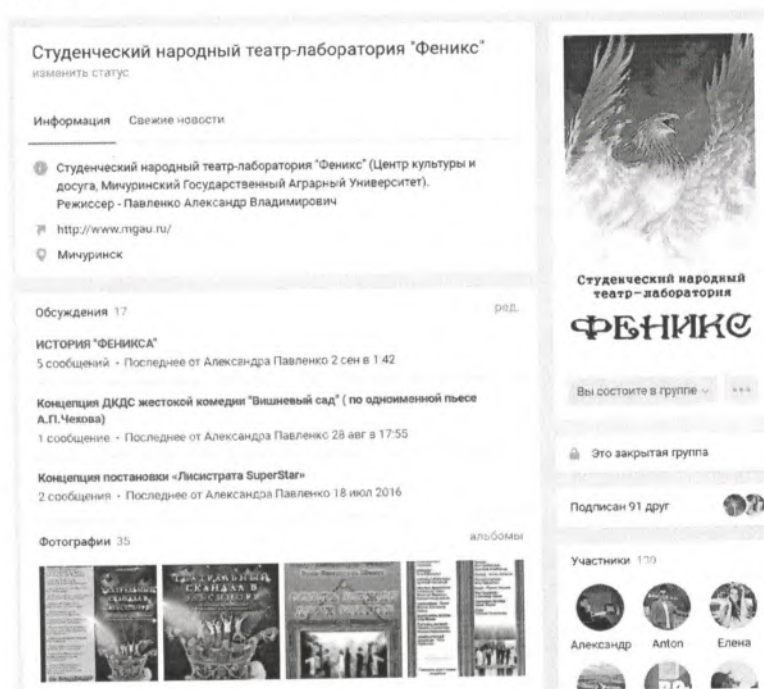 Студенческий народный театр-лаборатория "Феникс"
изменить статус
Информация Свежие новости
Студенческий народный театр-лаборатория "Феникс" (Центр культуры и
досуга, Мичуринский Государственный Аграрный Университет).
Режиссер - Павленко Александр Владимирович
http://www.mgau.ru/
Мичуринск
Обсуждения 17
ред.
ИСТОРИЯ "ФЕНИКСА"
5 сообщений • Последнее от Александра Павленко 2 сен в 1:42
Концепция ДКДС жестокой комедии "Вишневый сад" ( по одноименной пьесе
А.П.Чехова)
1 сообщение • Последнее от Александра Павленко 28 авг в 17:55
Концепция постановки «Лисистрата SuperStar»
2 сообщения • Последнее от Александра Павленко 18 июл 2016
Фотографии 35
альбомы
ТЕАТРАЛЬНЫЙ
СКАНДАЛ В
Студенческий народный
театр-лаборатория
ФЕНИКС
Вы состоите в группе
Это закрытая группа
Подписан 91 друг
Участники
Александр Anton Елена